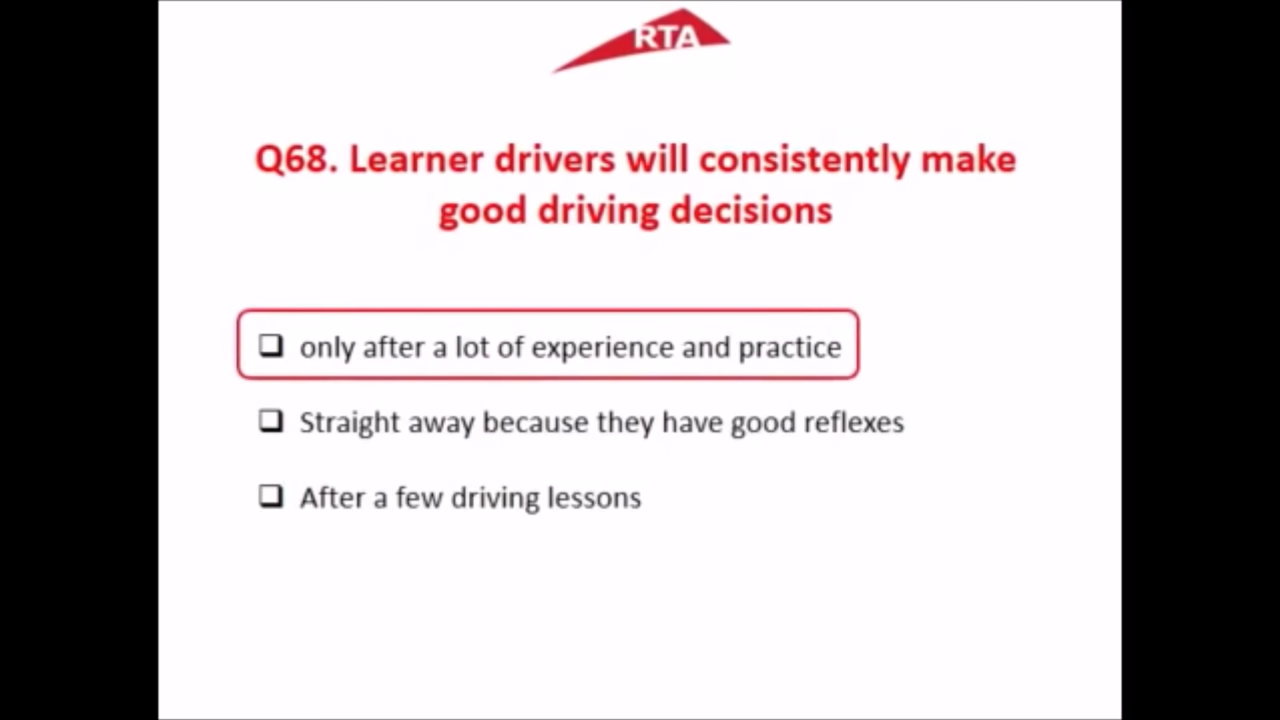 RTA
Q68. Learner drivers will consistently make
good driving decisions
only after a lot of experience and practice
Straight away because they have good reflexes
After a few driving lessons